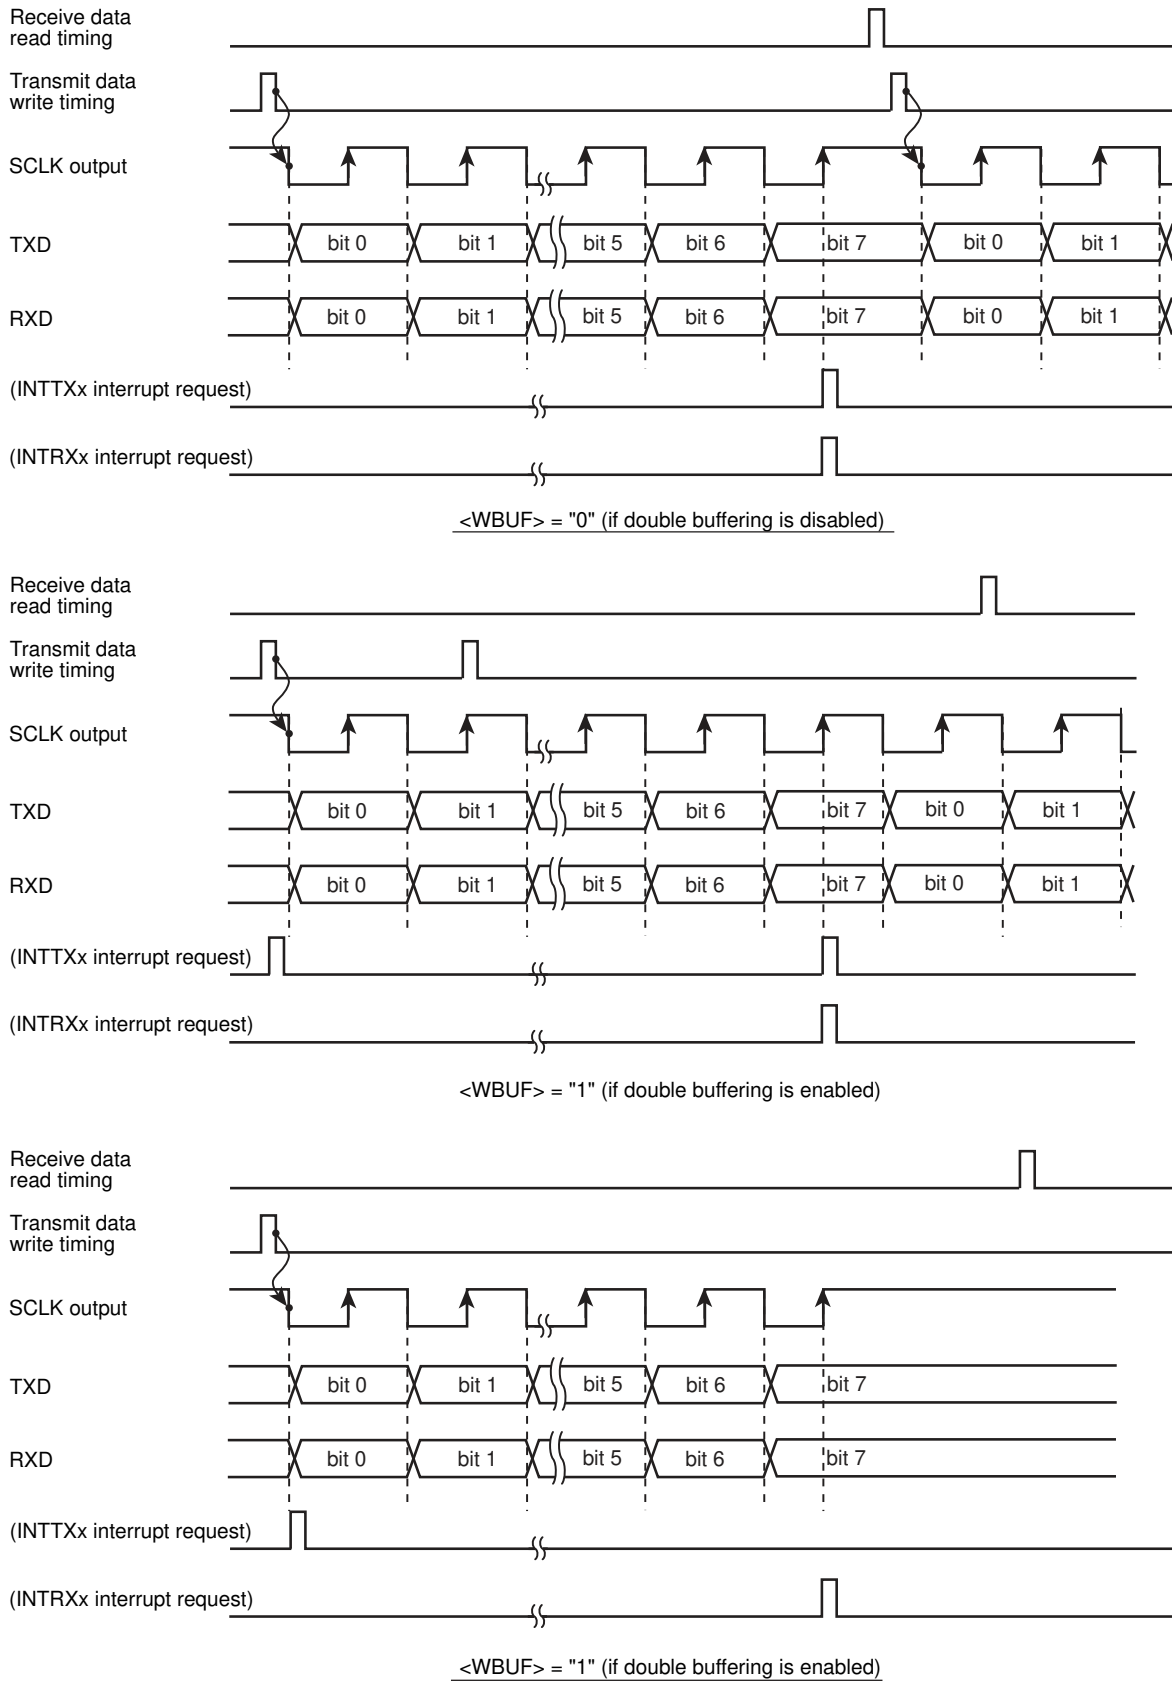 Receive data
read timing
Transmit data
write timing
SCLK output
TXD
bit 0 bit 1 bit 5 bit 6 bit 7 bit 0 bit 1
RXD
bit 0 bit 1 bit 5 bit 6 bit 7 bit 0 bit 1
(INTTXx interrupt request)
(INTRXx interrupt request)
<WBUF> = "0" (if double buffering is disabled)
Receive data
read timing
Transmit data
write timing
SCLK output
TXD
bit 0 bit 1 bit 5 bit 6 bit 7 bit 0 bit 1
RXD
bit 0 bit 1 bit 5 bit 6 bit 7 bit 0 bit 1
(INTTXx interrupt request)
(INTRXx interrupt request)
<WBUF> = "1" (if double buffering is enabled)
Receive data
read timing
Transmit data
write timing
SCLK output
TXD
bit 0 bit 1 bit 5 bit 6 bit 7
RXD
bit 0 bit 1 bit 5 bit 6 bit 7
(INTTXx interrupt request)
(INTRXx interrupt request)
<WBUF> = "1" (if double buffering is enabled)